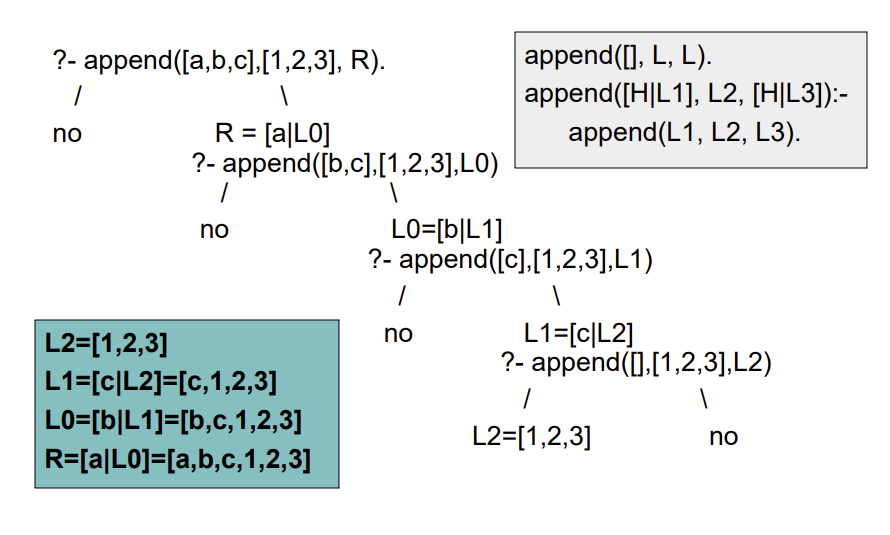 ?- append([a,b,c],[1,2,3], R).
/ \
no R = [a|L0]
?- append([b,c],[1,2,3],L0)
/ \
no L0=[b|L1]
?- append([c],[1,2,3],L1)
/ \
no L1=[c|L2]
?- append([],[1,2,3],L2)
/ \
L2=[1,2,3] no
append([], L, L).
append([H|L1], L2, [H|L3]):-
append(L1, L2, L3).
L2=[1,2,3]
L1=[c|L2]=[c,1,2,3]
L0=[b|L1]=[b,c,1,2,3]
R=[a|L0]=[a,b,c,1,2,3]